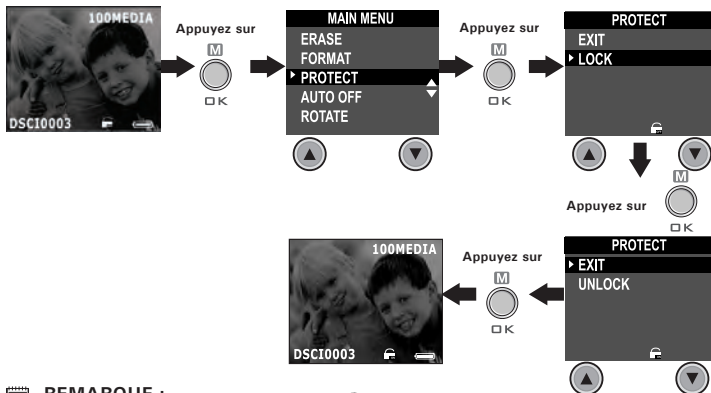 100MEDIA
DSCI0003
Appuyez sur
M
OK
MAIN MENU
ERASE
FORMAT
PROTECT
AUTO OFF
ROTATE
Appuyez sur
M
OK
PROTECT
EXIT
LOCK
Appuyez sur
M
OK
PROTECT
EXIT
UNLOCK
Appuyez sur
M
OK
100MEDIA
DSCI0003
REMARQUE :